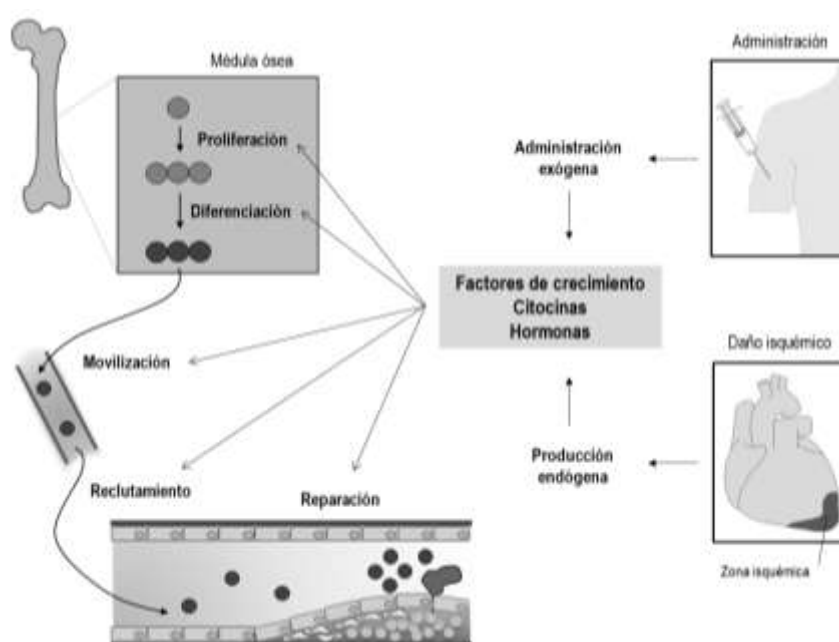 Médula ósea
Proliferación
Diferenciación
Movilización
Reclutamiento
Reparación
Administración
Administración
exógena
Factores de crecimiento
Citocinas
Hormonas
Producción
endógena
Daño isquémico
Zona isquémica